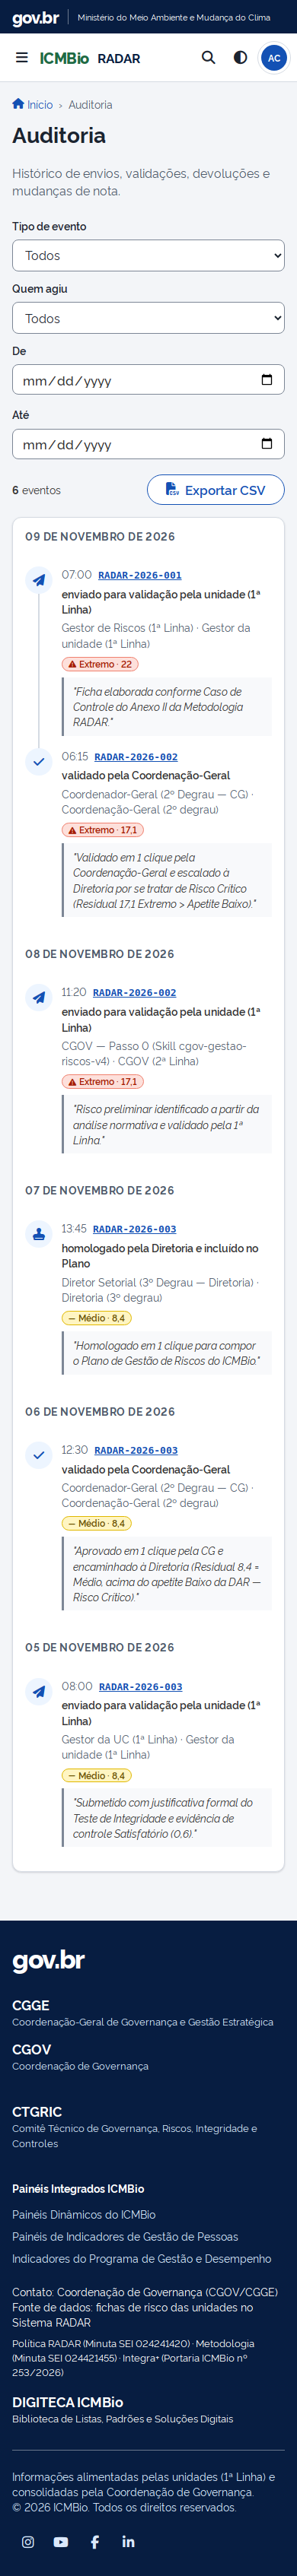 gov.br Ministério do Meio Ambiente e Mudança do Clima
ICMBio RADAR AC
Início › Auditoria
Auditoria
Histórico de envios, validações, devoluções e
mudanças de nota.
Tipo de evento
Todos
Quem agiu
Todos
De
mm/dd/yyyy
Até
mm/dd/yyyy
6 eventos
Exportar CSV
09 DE NOVEMBRO DE 2026
07:00 RADAR-2026-001
enviado para validação pela unidade (1ª
Linha)
Gestor de Riscos (1ª Linha) · Gestor da
unidade (1ª Linha)
Extremo · 22
"Ficha elaborada conforme Caso de
Controle do Anexo II da Metodologia
RADAR."
06:15 RADAR-2026-002
validado pela Coordenação-Geral
Coordenador-Geral (2º Degrau — CG) ·
Coordenação-Geral (2º degrau)
Extremo · 17,1
"Validado em 1 clique pela
Coordenação-Geral e escalado à
Diretoria por se tratar de Risco Crítico
(Residual 17,1 Extremo > Apetite Baixo)."
08 DE NOVEMBRO DE 2026
11:20 RADAR-2026-002
enviado para validação pela unidade (1ª
Linha)
CGOV — Passo 0 (Skill cgov-gestao-
riscos-v4) · CGOV (2ª Linha)
Extremo · 17,1
"Risco preliminar identificado a partir da
análise normativa e validado pela 1ª
Linha."
07 DE NOVEMBRO DE 2026
13:45 RADAR-2026-003
homologado pela Diretoria e incluído no
Plano
Diretor Setorial (3º Degrau — Diretoria) ·
Diretoria (3º degrau)
Médio · 8,4
"Homologado em 1 clique para compor
o Plano de Gestão de Riscos do ICMBio."
06 DE NOVEMBRO DE 2026
12:30 RADAR-2026-003
validado pela Coordenação-Geral
Coordenador-Geral (2º Degrau — CG) ·
Coordenação-Geral (2º degrau)
Médio · 8,4
"Aprovado em 1 clique pela CG e
encaminhado à Diretoria (Residual 8,4 =
Médio, acima do apetite Baixo da DAR —
Risco Crítico)."
05 DE NOVEMBRO DE 2026
08:00 RADAR-2026-003
enviado para validação pela unidade (1ª
Linha)
Gestor da UC (1ª Linha) · Gestor da
unidade (1ª Linha)
Médio · 8,4
"Submetido com justificativa formal do
Teste de Integridade e evidência de
controle Satisfatório (0,6)."
gov.br
CGGE
Coordenação-Geral de Governança e Gestão Estratégica
CGOV
Coordenação de Governança
CTGRIC
Comitê Técnico de Governança, Riscos, Integridade e
Controles
Painéis Integrados ICMBio
Painéis Dinâmicos do ICMBio
Painéis de Indicadores de Gestão de Pessoas
Indicadores do Programa de Gestão e Desempenho
Contato: Coordenação de Governança (CGOV/CGGE)
Fonte de dados: fichas de risco das unidades no
Sistema RADAR
Política RADAR (Minuta SEI 024241420) · Metodologia
(Minuta SEI 024421455) · Integra+ (Portaria ICMBio nº
253/2026)
DIGITECA ICMBio
Biblioteca de Listas, Padrões e Soluções Digitais
Informações alimentadas pelas unidades (1ª Linha) e
consolidadas pela Coordenação de Governança.
© 2026 ICMBio. Todos os direitos reservados.